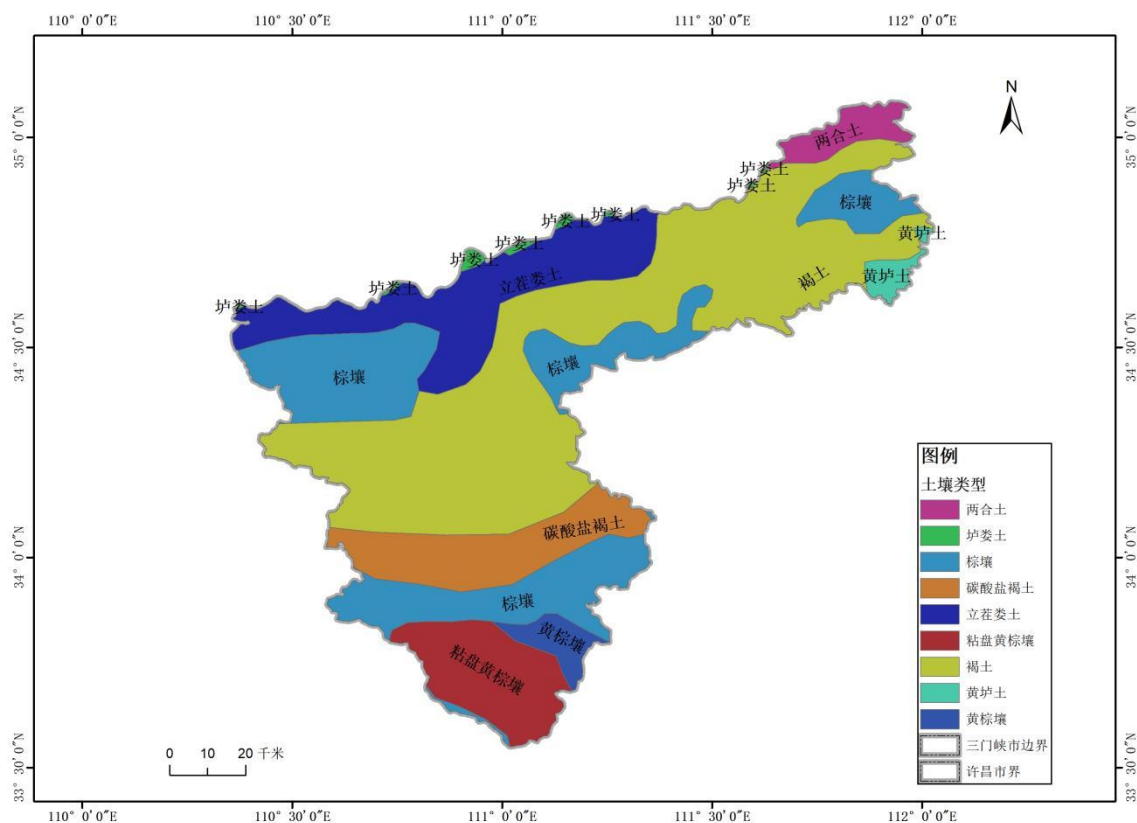 110° 0′0″E
110° 30′0″E
111° 0′0″E
111° 30′0″E
112° 0′0″E
N
35° 0′0″N
35° 0′0″N
两合土
垆娄土
垆娄土
棕壤
垆娄土
垆娄土
垆娄土
黄垆土
垆娄土
立茬娄土
褐土
黄垆土
垆娄土
垆娄土
34° 30′0″N
34° 30′0″N
棕壤
棕壤
图例
土壤类型
两合土
垆娄土
棕壤
碳酸盐褐土
立茬娄土
粘盘黄棕壤
褐土
黄垆土
黄棕壤
三门峡市边界
许昌市界
碳酸盐褐土
34° 0′0″N
34° 0′0″N
棕壤
黄棕壤
粘盘黄棕壤
0 10 20 千米
33° 30′0″N
33° 30′0″N
110° 0′0″E
110° 30′0″E
111° 0′0″E
111° 30′0″E
112° 0′0″E